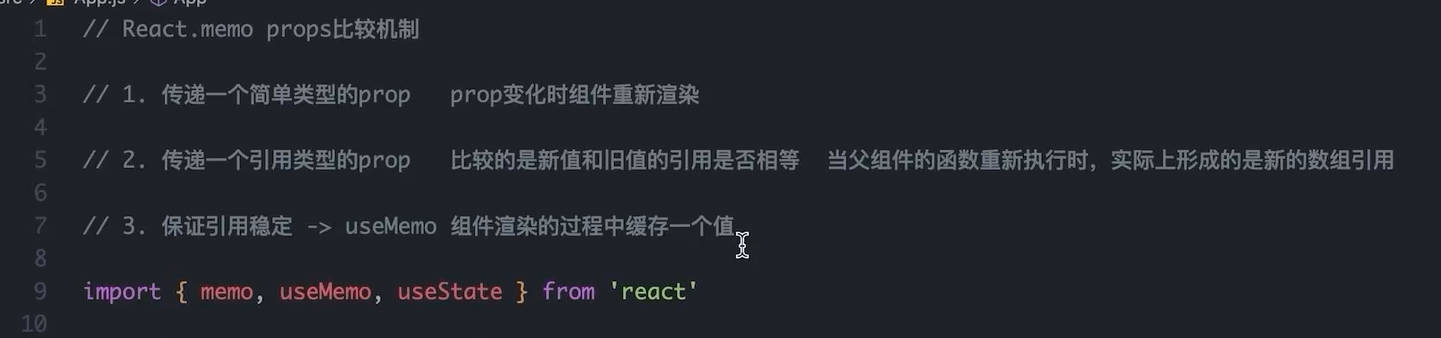 App.js > App
1 // React.memo props比较机制
2
3 // 1. 传递一个简单类型的prop   prop变化时组件重新渲染
4
5 // 2. 传递一个引用类型的prop   比较的是新值和旧值的引用是否相等  当父组件的函数重新执行时，实际上形成的是新的数组引用
6
7 // 3. 保证引用稳定 -> useMemo 组件渲染的过程中缓存一个值
8
9 import { memo, useMemo, useState } from 'react'
10